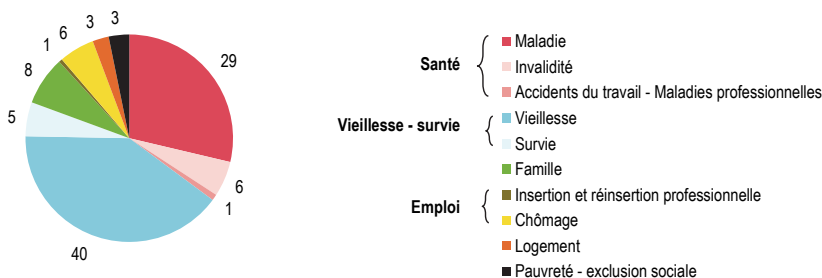 3
3
6
1
29
8
5
6
1
40
Santé
Maladie
Invalidité
Accidents du travail - Maladies professionnelles
Vieillesse - survie
Vieillesse
Survie
Famille
Emploi
Insertion et réinsertion professionnelle
Chômage
Logement
Pauvreté - exclusion sociale